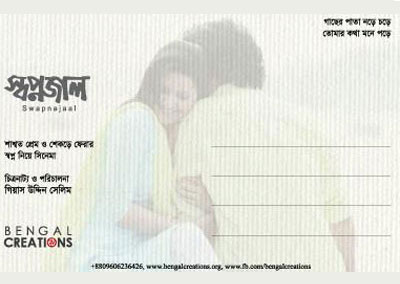 গাছের পাতা নড়ে চড়ে
তোমার কথা মনে পড়ে
স্বপ্নজাল
Swapnajaal
শাশ্বত প্রেম ও শেকড়ে ফেরার
স্বপ্ন নিয়ে সিনেমা
চিত্রনাট্য ও পরিচালনা
গিয়াস উদ্দিন সেলিম
BENGAL
CREATIONS
+8809606236426, www.bengalcreations.org, www.fb.com/bengalcreations